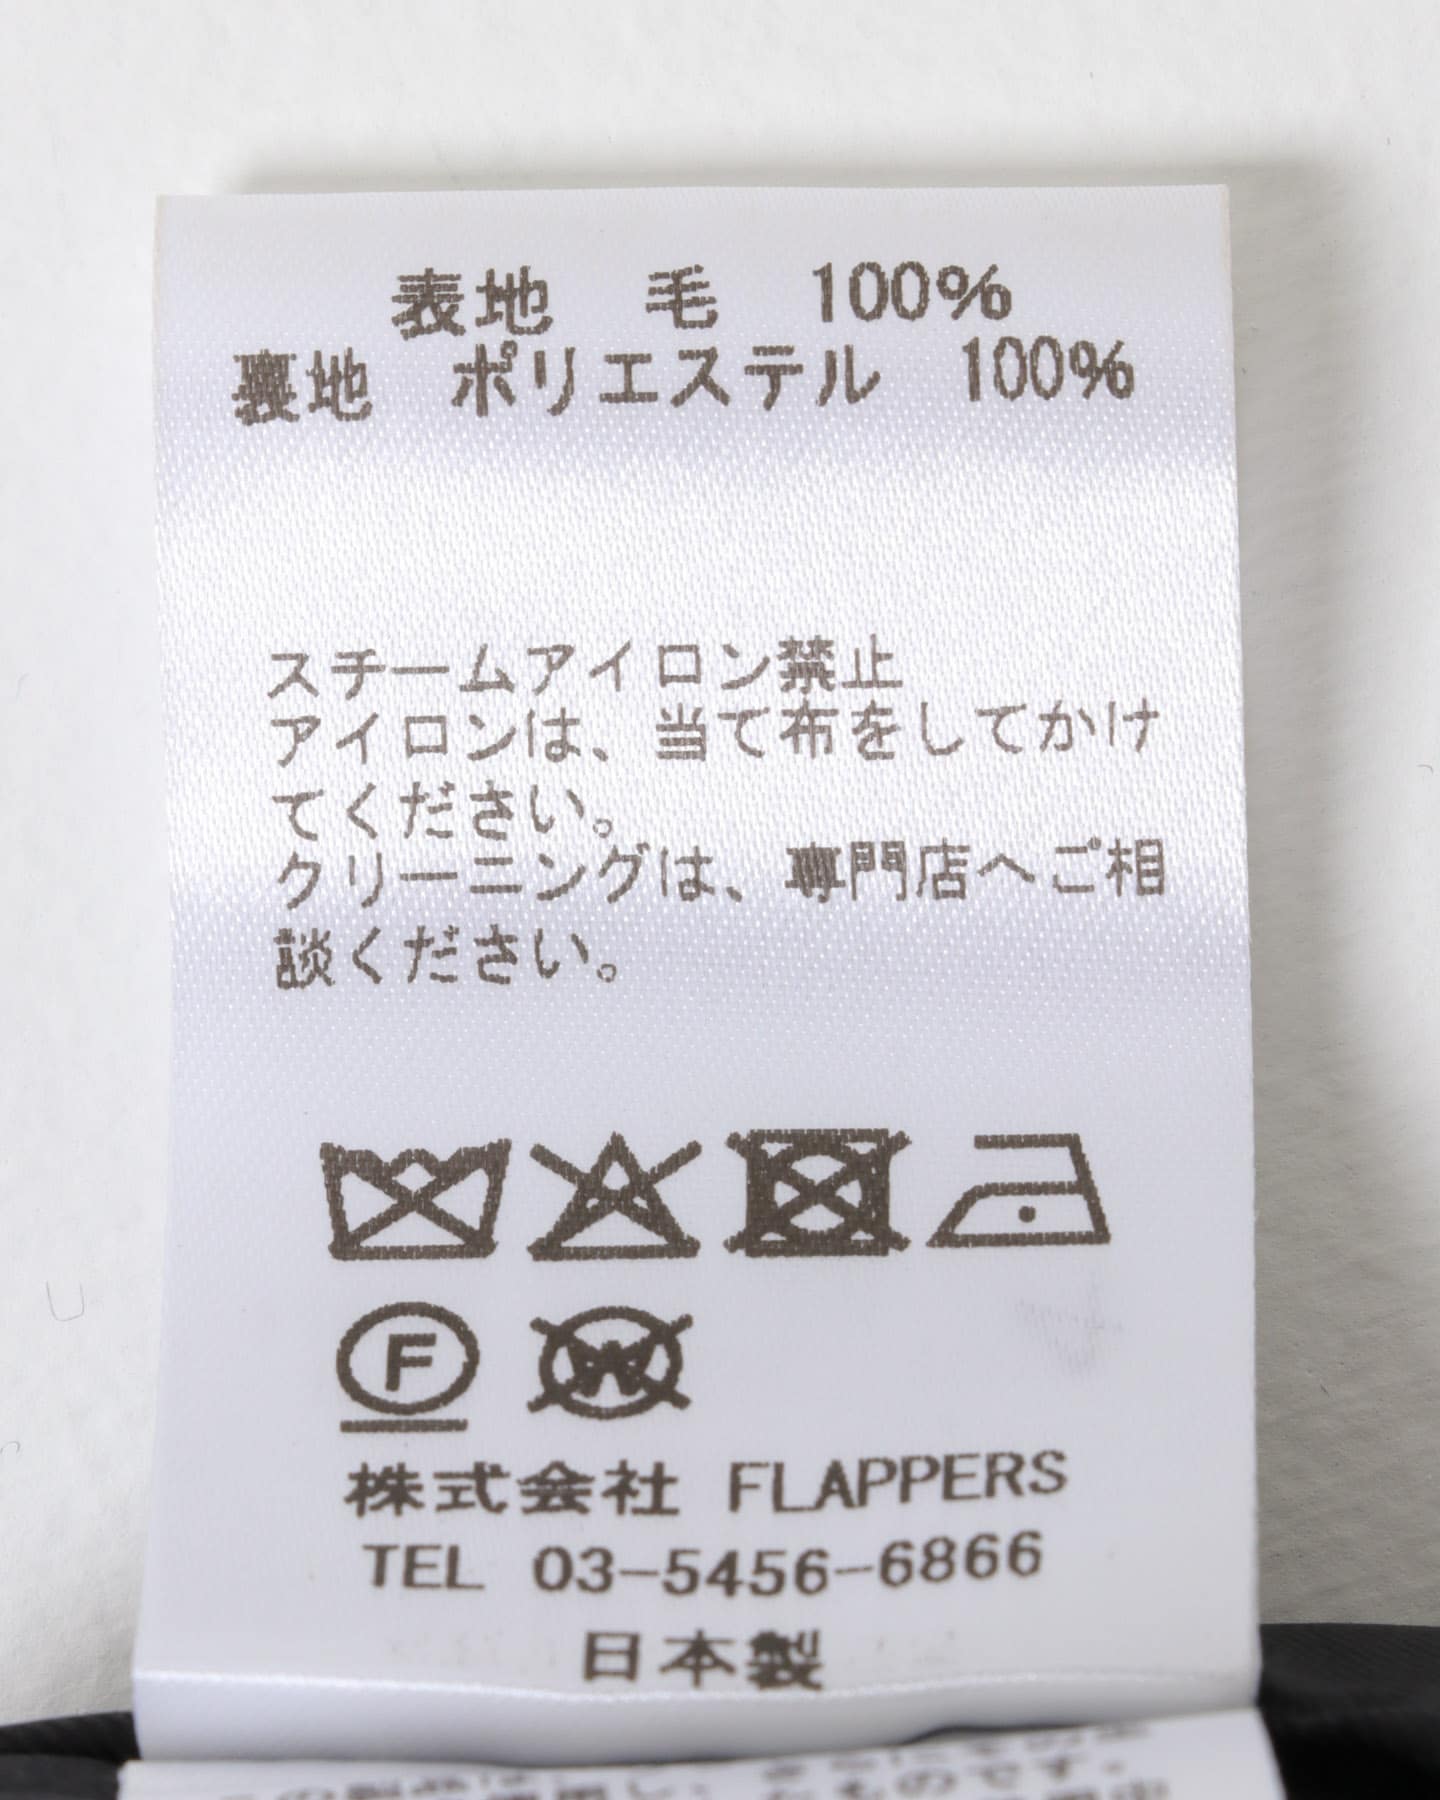 表地　毛　100%
裏地　ポリエステル　100%
スチームアイロン禁止
アイロンは、当て布をしてかけ
てください。
クリーニングは、専門店へご相
談ください。
F
W
株式会社 FLAPPERS
TEL 03-5456-6866
日本製